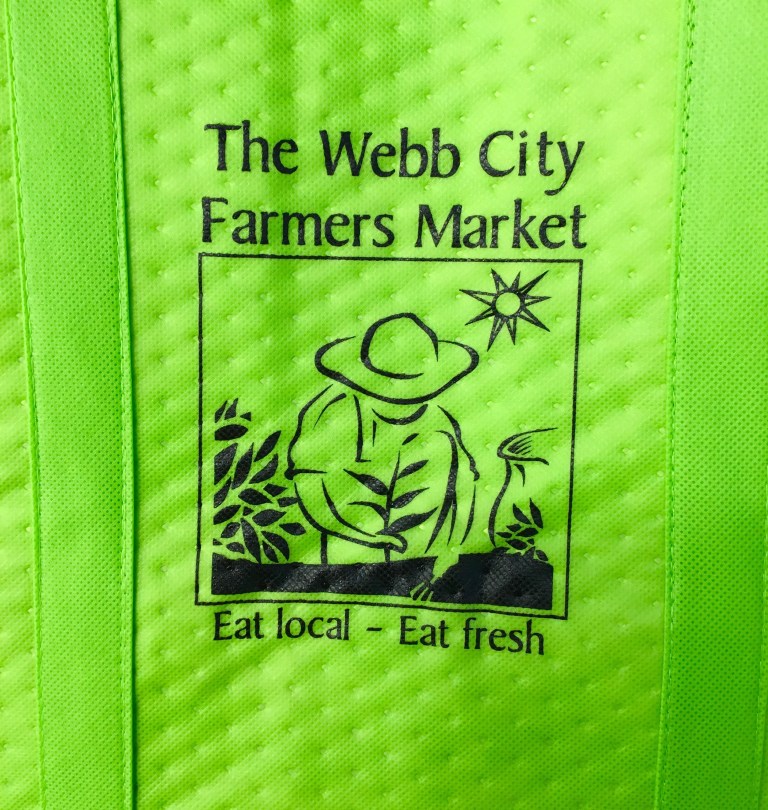 The Webb City
Farmers Market
Eat local - Eat fresh